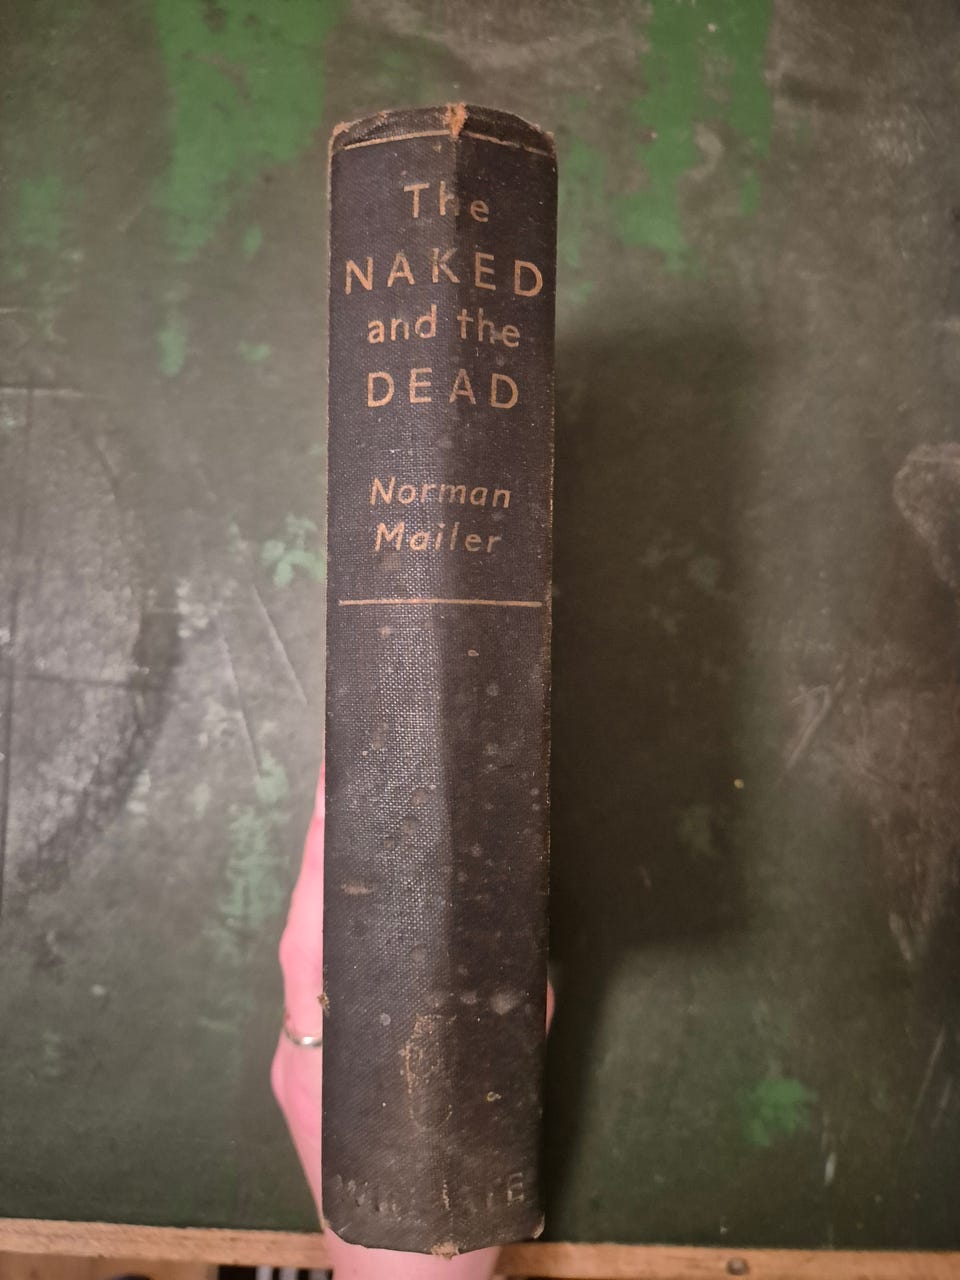 The
NAKED
and the
DEAD
Norman
Mailer